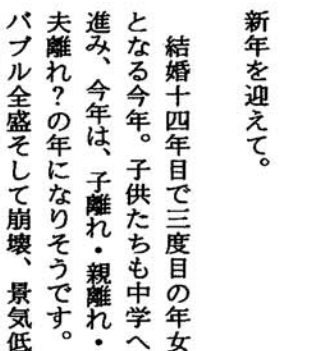 新年を迎えて。
結婚十四年目で三度目の年女
となる今年。子供たちも中学へ
進み、今年は、子離れ・親離れ・
夫離れ？の年になりそうです。
バブル全盛そして崩壊、景気低